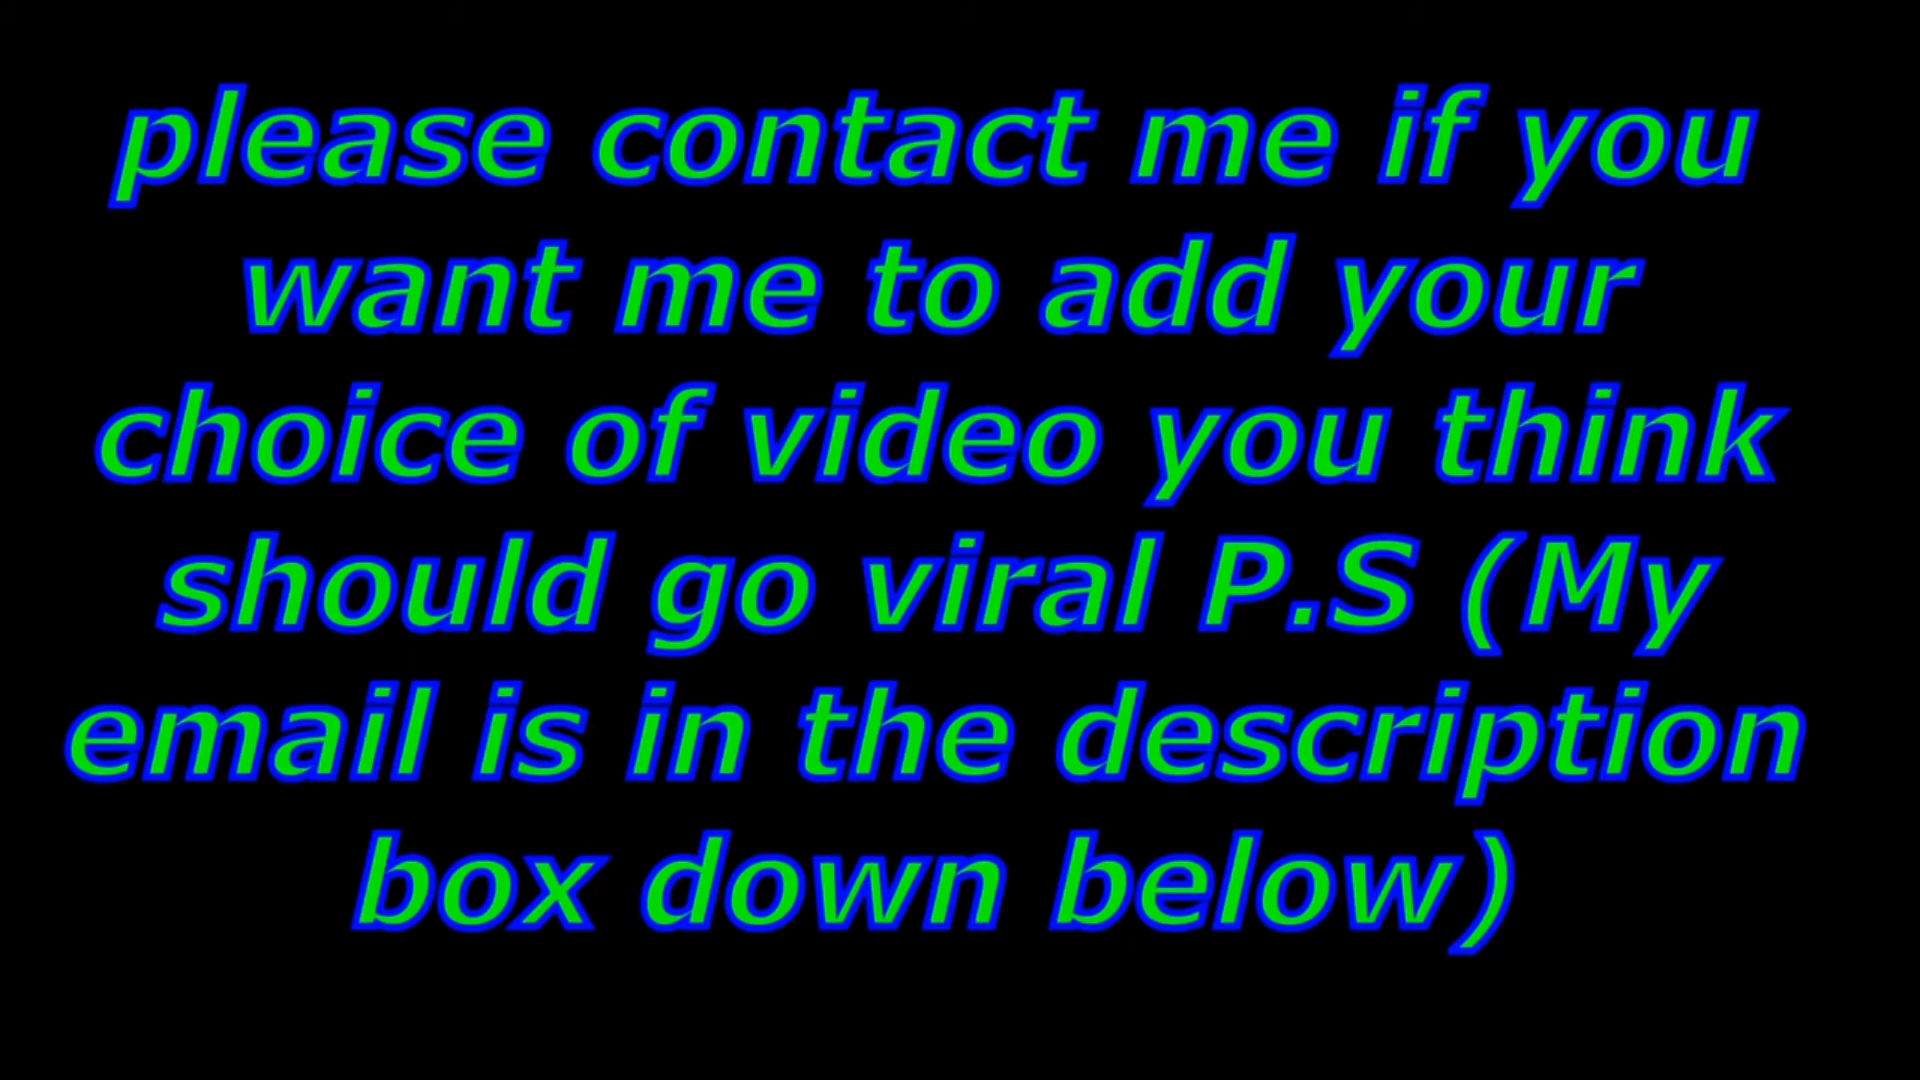 please contact me if you
want me to add your
choice of video you think
should go viral P.S (My
email is in the description
box down below)